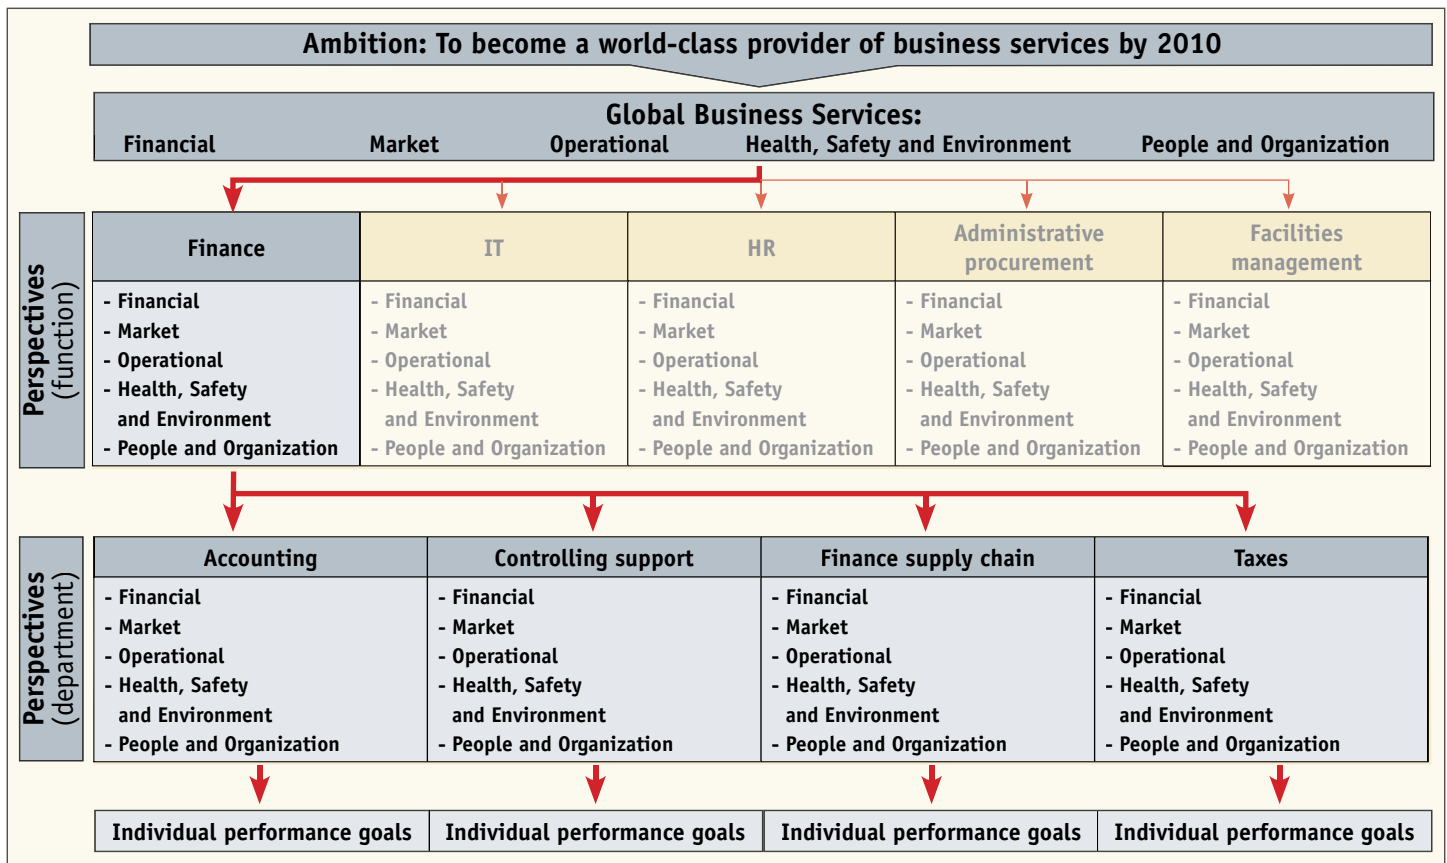 Ambition: To become a world-class provider of business services by 2010
Global Business Services:
Financial Market Operational Health, Safety and Environment People and Organization
Perspectives
(function)
Finance
- Financial
- Market
- Operational
- Health, Safety
and Environment
- People and Organization
IT
- Financial
- Market
- Operational
- Health, Safety
and Environment
- People and Organization
HR
- Financial
- Market
- Operational
- Health, Safety
and Environment
- People and Organization
Administrative
procurement
- Financial
- Market
- Operational
- Health, Safety
and Environment
- People and Organization
Facilities
management
- Financial
- Market
- Operational
- Health, Safety
and Environment
- People and Organization
Perspectives
(department)
Accounting
- Financial
- Market
- Operational
- Health, Safety
and Environment
- People and Organization
Controlling support
- Financial
- Market
- Operational
- Health, Safety
and Environment
- People and Organization
Finance supply chain
- Financial
- Market
- Operational
- Health, Safety
and Environment
- People and Organization
Taxes
- Financial
- Market
- Operational
- Health, Safety
and Environment
- People and Organization
Individual performance goals
Individual performance goals
Individual performance goals
Individual performance goals